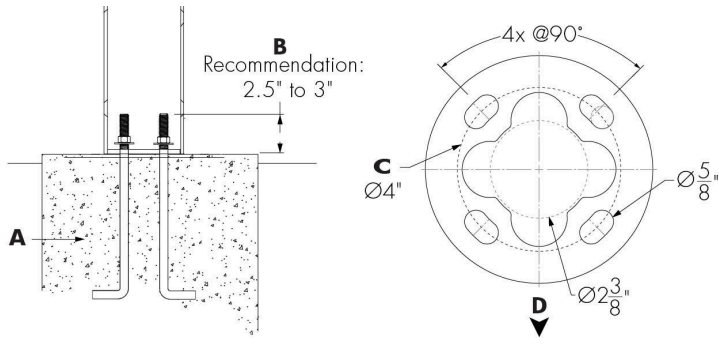 B
Recommendation:
2.5" to 3"
A
4x @90°
C
Ø4"
Ø5/8"
Ø2 3/8"
D